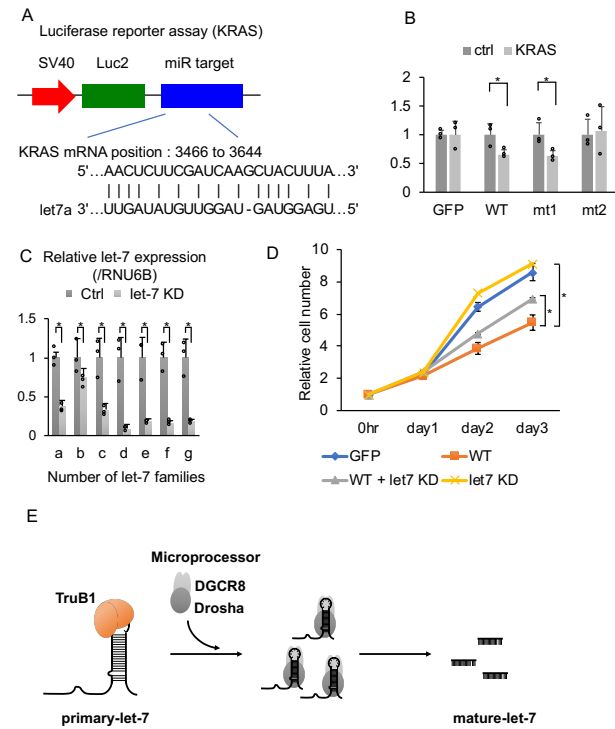 A
Luciferase reporter assay (KRAS)
SV40 Luc2 miR target
KRAS mRNA position : 3466 to 3644
5'...AACUCUUCGAUCAAGCUACUUUA...3'
let7a 3'...UUGAUAUGUUGGAU-GAUGGAGU...5'
B
ctrl KRAS
1.5
1
0.5
0
* *
GFP WT mt1 mt2
C Relative let-7 expression
(/RNU6B)
Ctrl let-7 KD
1.5
1
0.5
0
* * * * * * *
a b c d e f g
Number of let-7 families
D
Relative cell number
10
8
6
4
2
0
* *
0hr day1 day2 day3
GFP WT
WT + let7 KD let7 KD
E
Microprocessor
DGCR8
Drosha
TruB1
primary-let-7 mature-let-7